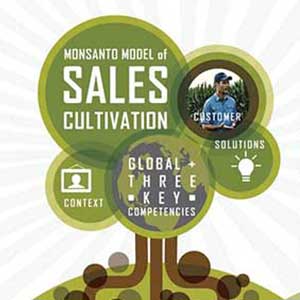 MONSANTO MODEL of
SALES
CULTIVATION
CUSTOMER
SOLUTIONS
GLOBAL +
THREE
KEY
COMPETENCIES
CONTEXT